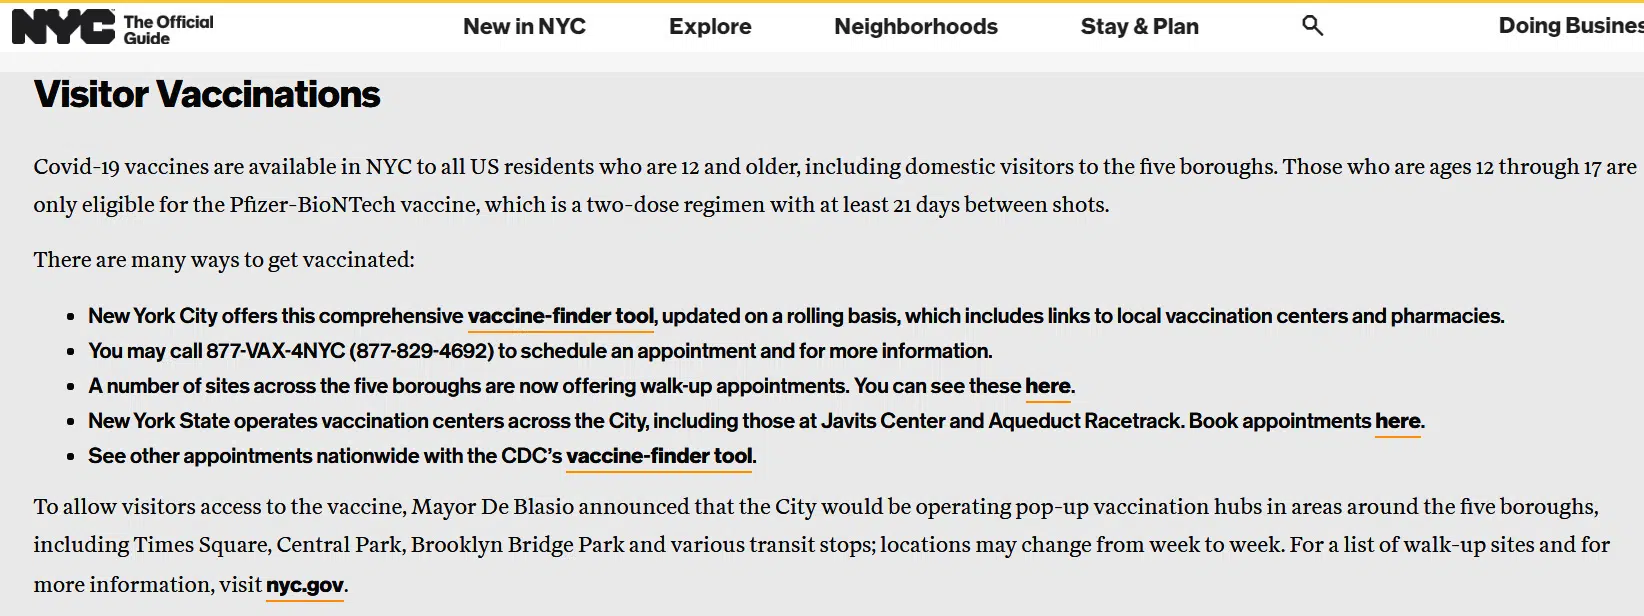 NYC The Official Guide
New in NYC
Explore
Neighborhoods
Stay & Plan
Doing Busines
Visitor Vaccinations
Covid-19 vaccines are available in NYC to all US residents who are 12 and older, including domestic visitors to the five boroughs. Those who are ages 12 through 17 are
only eligible for the Pfizer-BioNTech vaccine, which is a two-dose regimen with at least 21 days between shots.
There are many ways to get vaccinated:
• New York City offers this comprehensive vaccine-finder tool, updated on a rolling basis, which includes links to local vaccination centers and pharmacies.
• You may call 877-VAX-4NYC (877-829-4692) to schedule an appointment and for more information.
• A number of sites across the five boroughs are now offering walk-up appointments. You can see these here.
• New York State operates vaccination centers across the City, including those at Javits Center and Aqueduct Racetrack. Book appointments here.
• See other appointments nationwide with the CDC’s vaccine-finder tool.
To allow visitors access to the vaccine, Mayor De Blasio announced that the City would be operating pop-up vaccination hubs in areas around the five boroughs,
including Times Square, Central Park, Brooklyn Bridge Park and various transit stops; locations may change from week to week. For a list of walk-up sites and for
more information, visit nyc.gov.